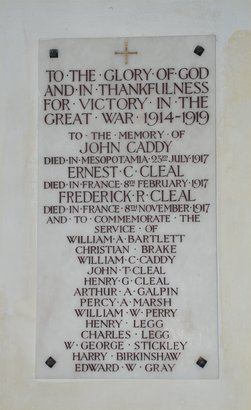 TO·THE·GLORY·OF·GOD
AND·IN·THANKFULNESS
FOR·VICTORY·IN·THE
GREAT·WAR·1914-1919
TO·THE·MEMORY·OF
JOHN·CADDY
DIED·IN·MESOPOTAMIA·25TH·JULY·1917
ERNEST·C·CLEAL
DIED·IN·FRANCE·8TH·FEBRUARY·1917
FREDERICK·R·CLEAL
DIED·IN·FRANCE·8TH·NOVEMBER·1917
AND·TO·COMMEMORATE·THE
SERVICE·OF
WILLIAM·A·BARTLETT
CHRISTIAN·BRAKE
WILLIAM·C·CADDY
JOHN·T·CLEAL
HENRY·G·CLEAL
ARTHUR·A·GALPIN
PERCY·A·MARSH
WILLIAM·W·PERRY
HENRY·LEGG
CHARLES·LEGG
W·GEORGE·STICKLEY
HARRY·BIRKINSHAW
EDWARD·W·GRAY